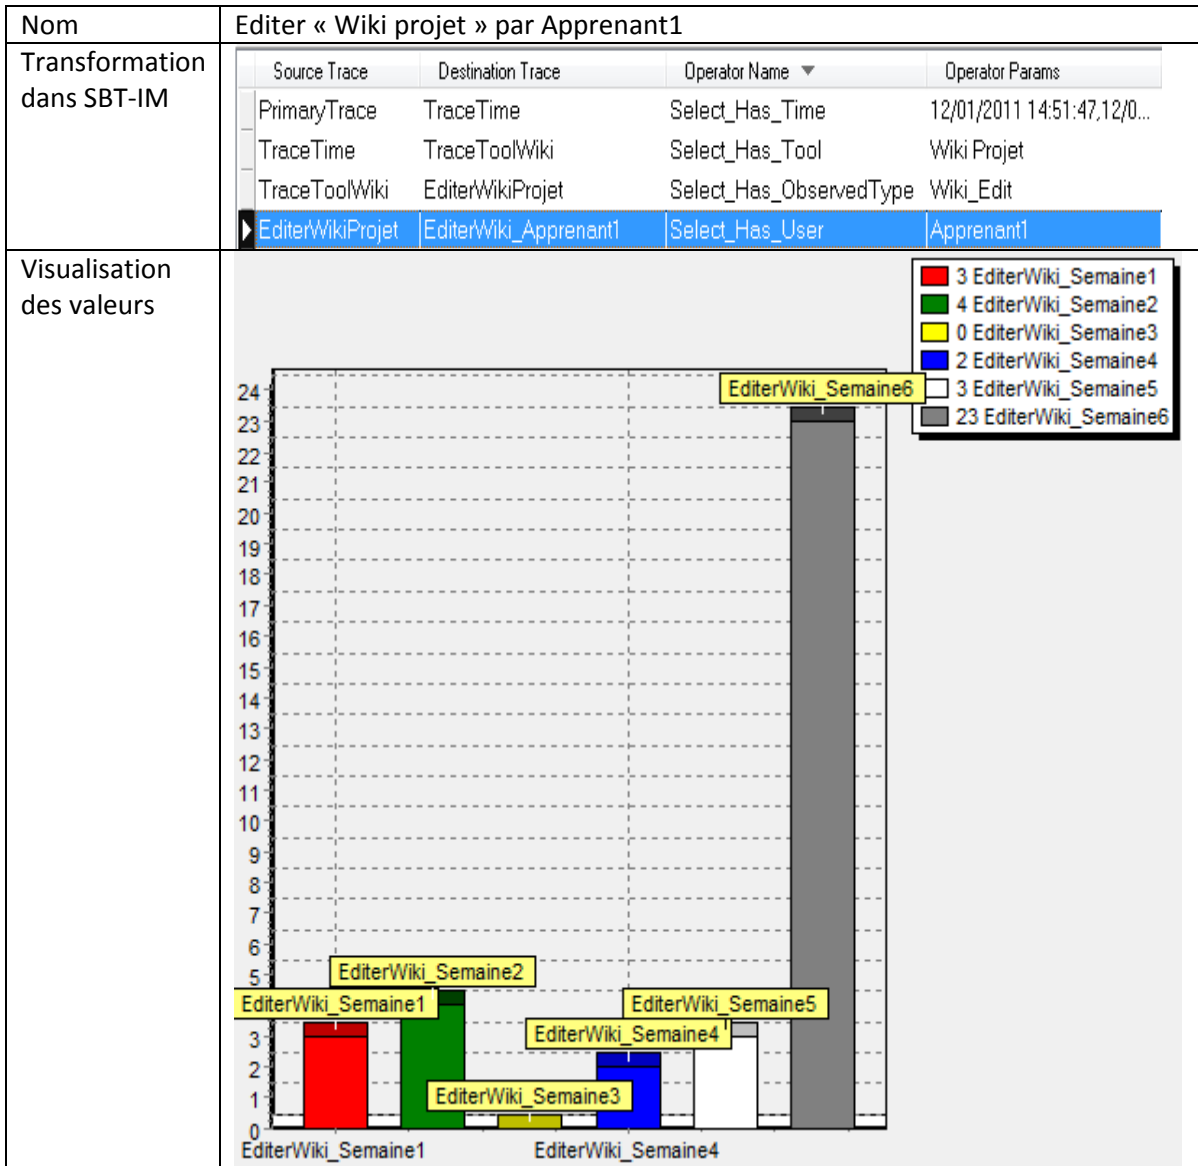 Nom Editer « Wiki projet » par Apprenant1
Transformation
dans SBT-IM
Source Trace Destination Trace Operator Name Operator Params
PrimaryTrace TraceTime Select_Has_Time 12/01/2011 14:51:47,12/0...
TraceTime TraceToolWiki Select_Has_Tool Wiki Projet
TraceToolWiki EditerWikiProjet Select_Has_ObservedType Wiki_Edit
EditerWikiProjet EditerWiki_Apprenant1 Select_Has_User Apprenant1
Visualisation
des valeurs
3 EditerWiki_Semaine1
4 EditerWiki_Semaine2
0 EditerWiki_Semaine3
2 EditerWiki_Semaine4
3 EditerWiki_Semaine5
23 EditerWiki_Semaine6
EditerWiki_Semaine6
24
23
22
21
20
19
18
17
16
15
14
13
12
11
10
9
8
7
6
5
EditerWiki_Semaine2
EditerWiki_Semaine1
EditerWiki_Semaine5
EditerWiki_Semaine4
3
2
EditerWiki_Semaine3
1
0
EditerWiki_Semaine1 EditerWiki_Semaine4